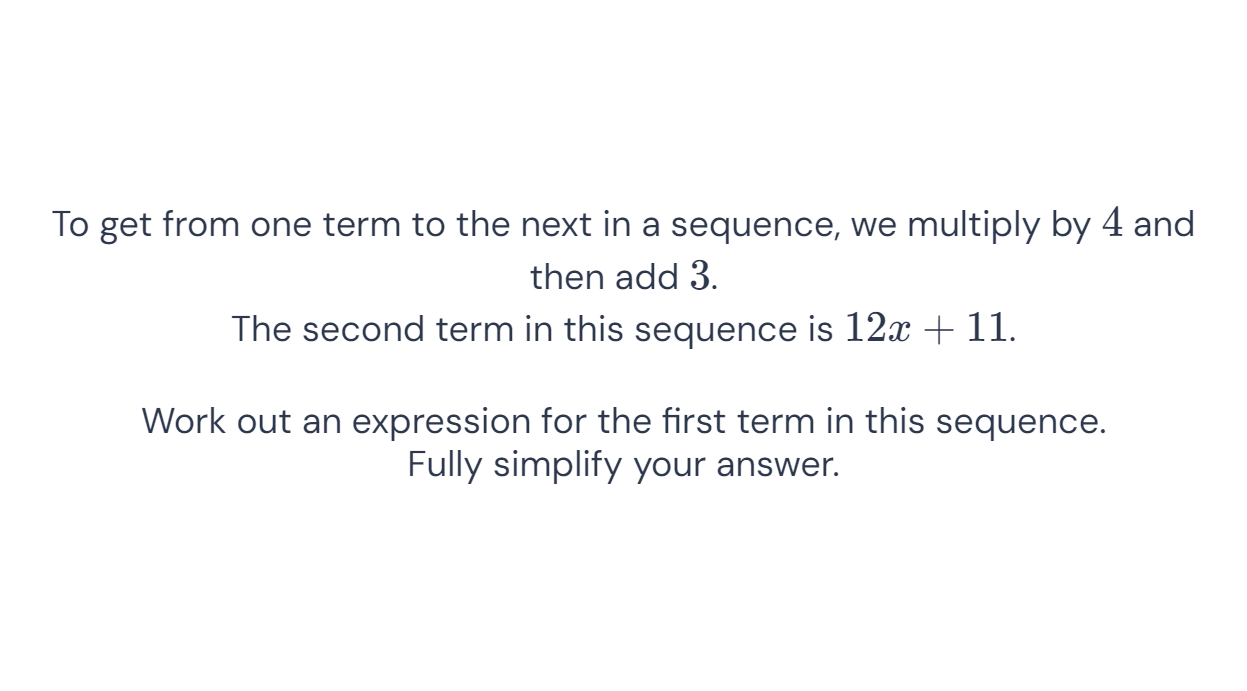 To get from one term to the next in a sequence, we multiply by 4 and
then add 3.
The second term in this sequence is 12x + 11.
Work out an expression for the first term in this sequence.
Fully simplify your answer.